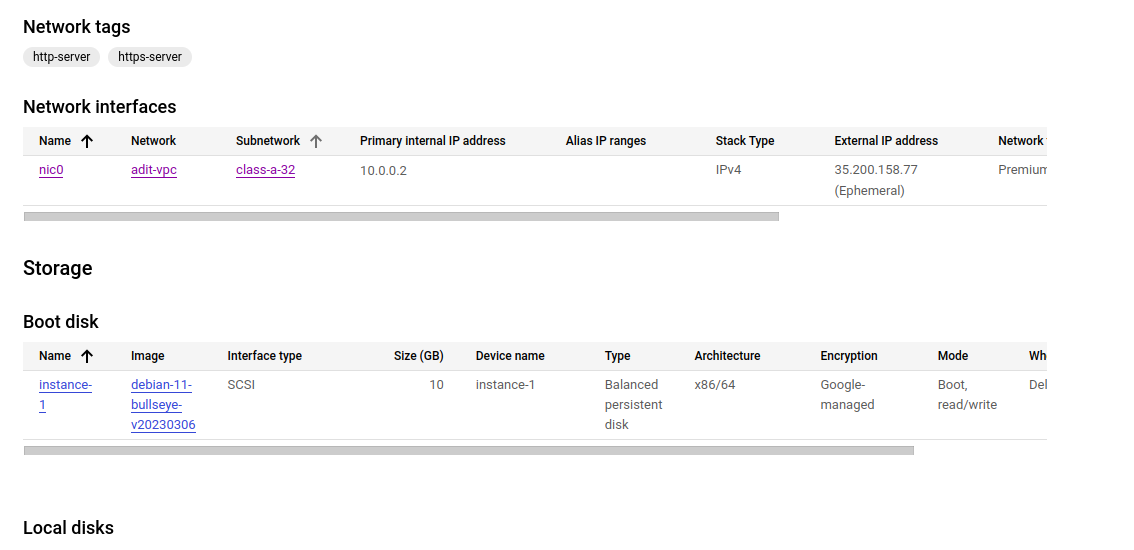 Network tags
http-server https-server
Network interfaces
Name Network Subnetwork Primary internal IP address Alias IP ranges Stack Type External IP address Network
nic0 adit-vpc class-a-32 10.0.0.2 IPv4 35.200.158.77 Premium
(Ephemeral)
Storage
Boot disk
Name Image Interface type Size (GB) Device name Type Architecture Encryption Mode Wh
instance- debian-11- SCSI 10 instance-1 Balanced x86/64 Google- Boot, Del
1 bullseye- persistent managed read/write
v20230306 disk
Local disks